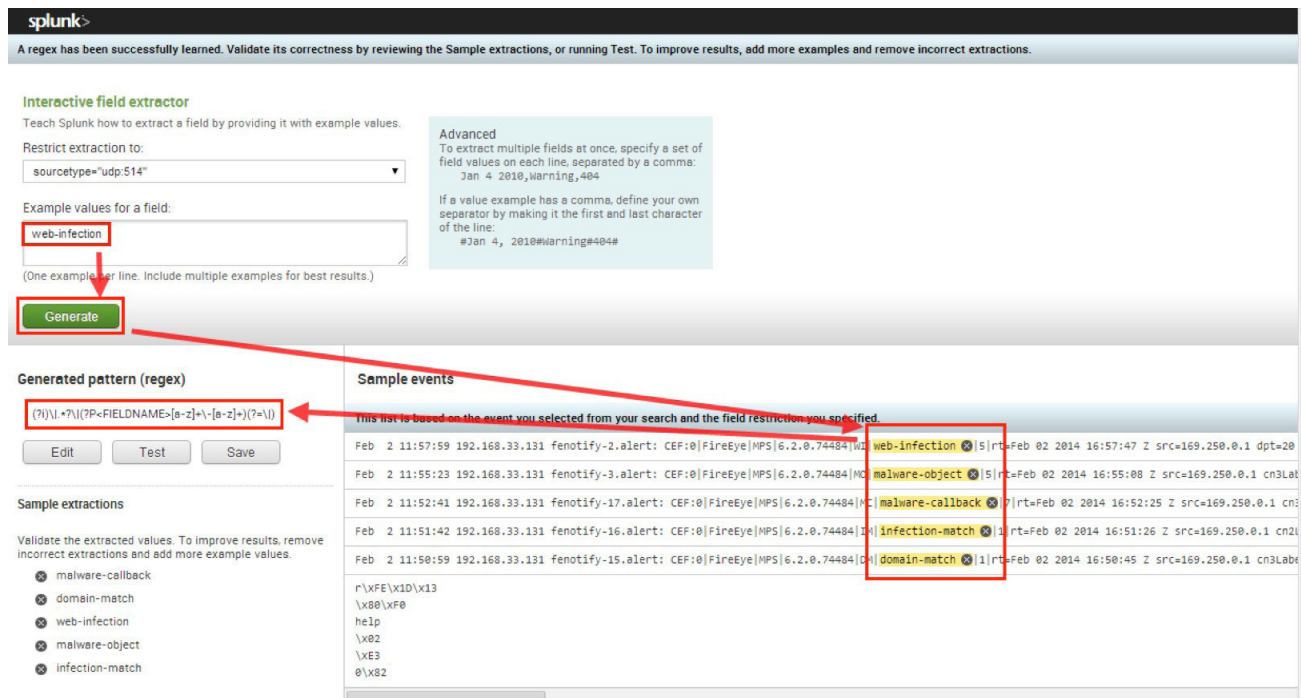 splunk>
A regex has been successfully learned. Validate its correctness by reviewing the Sample extractions, or running Test. To improve results, add more examples and remove incorrect extractions.
Interactive field extractor
Teach Splunk how to extract a field by providing it with example values.
Restrict extraction to:
sourcetype="udp:514"
Example values for a field:
web-infection
(One example per line. Include multiple examples for best results.)
Generate
Advanced
To extract multiple fields at once, specify a set of
field values on each line, separated by a comma:
Jan 4 2010,Warning,404
If a value example has a comma, define your own
separator by making it the first and last character
of the line:
#Jan 4, 2010#Warning#404#
Generated pattern (regex)
(?i)\|.*?\|(?P<FIELDNAME>[a-z]+\-[a-z]+)(?=\|)
Edit
Test
Save
Sample extractions
Validate the extracted values. To improve results, remove
incorrect extractions and add more example values.
malware-callback
domain-match
web-infection
malware-object
infection-match
Sample events
This list is based on the event you selected from your search and the field restriction you specified.
Feb 2 11:57:59 192.168.33.131 fenotify-2.alert: CEF:0|FireEye|MPS|6.2.0.74484|WI|web-infection|5|rt=Feb 02 2014 16:57:47 Z src=169.250.0.1 dpt=20
Feb 2 11:55:23 192.168.33.131 fenotify-3.alert: CEF:0|FireEye|MPS|6.2.0.74484|MO|malware-object|5|rt=Feb 02 2014 16:55:08 Z src=169.250.0.1 cn3Lab
Feb 2 11:52:41 192.168.33.131 fenotify-17.alert: CEF:0|FireEye|MPS|6.2.0.74484|MC|malware-callback|7|rt=Feb 02 2014 16:52:25 Z src=169.250.0.1 cn3
Feb 2 11:51:42 192.168.33.131 fenotify-16.alert: CEF:0|FireEye|MPS|6.2.0.74484|IM|infection-match|1|rt=Feb 02 2014 16:51:26 Z src=169.250.0.1 cn2L
Feb 2 11:50:59 192.168.33.131 fenotify-15.alert: CEF:0|FireEye|MPS|6.2.0.74484|DM|domain-match|1|rt=Feb 02 2014 16:50:45 Z src=169.250.0.1 cn3Labe
r\xFE\x1D\x13
\x80\xF0
help
\x02
\xE3
0\x82